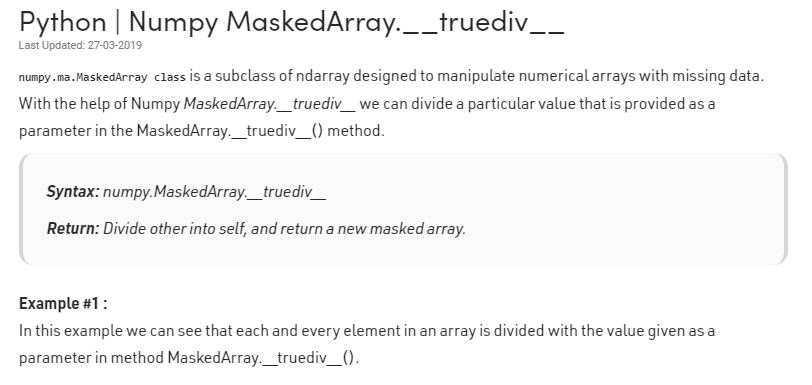 Python | Numpy MaskedArray.__truediv__
Last Updated: 27-03-2019
numpy.ma.MaskedArray class is a subclass of ndarray designed to manipulate numerical arrays with missing data.
With the help of Numpy MaskedArray.__truediv__ we can divide a particular value that is provided as a
parameter in the MaskedArray.__truediv__() method.
Syntax: numpy.MaskedArray.__truediv__
Return: Divide other into self, and return a new masked array.
Example #1 :
In this example we can see that each and every element in an array is divided with the value given as a
parameter in method MaskedArray.__truediv__().